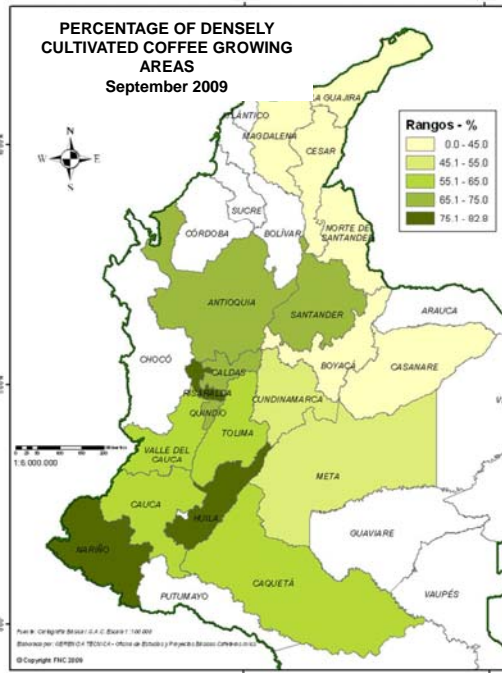 PERCENTAGE OF DENSELY
CULTIVATED COFFEE GROWING
AREAS
September 2009
LA GUAJIRA
ATLÁNTICO
MAGDALENA
CESAR
N
W E
S
Rangos - %
0.0 - 45.0
45.1 - 55.0
55.1 - 65.0
65.1 - 75.0
75.1 - 82.8
SUCRE
CÓRDOBA
BOLÍVAR
NORTE DE
SANTANDER
ANTIOQUIA
SANTANDER
ARAUCA
CHOCÓ
BOYACÁ
CASANARE
CALDAS
RISARALDA
CUNDINAMARCA
QUINDÍO
TOLIMA
VALLE DEL
CAUCA
META
1:6.000.000
CAUCA
HUILA
GUAVIARE
NARIÑO
CAQUETÁ
VAUPÉS
PUTUMAYO
© Copyright FNC 2009